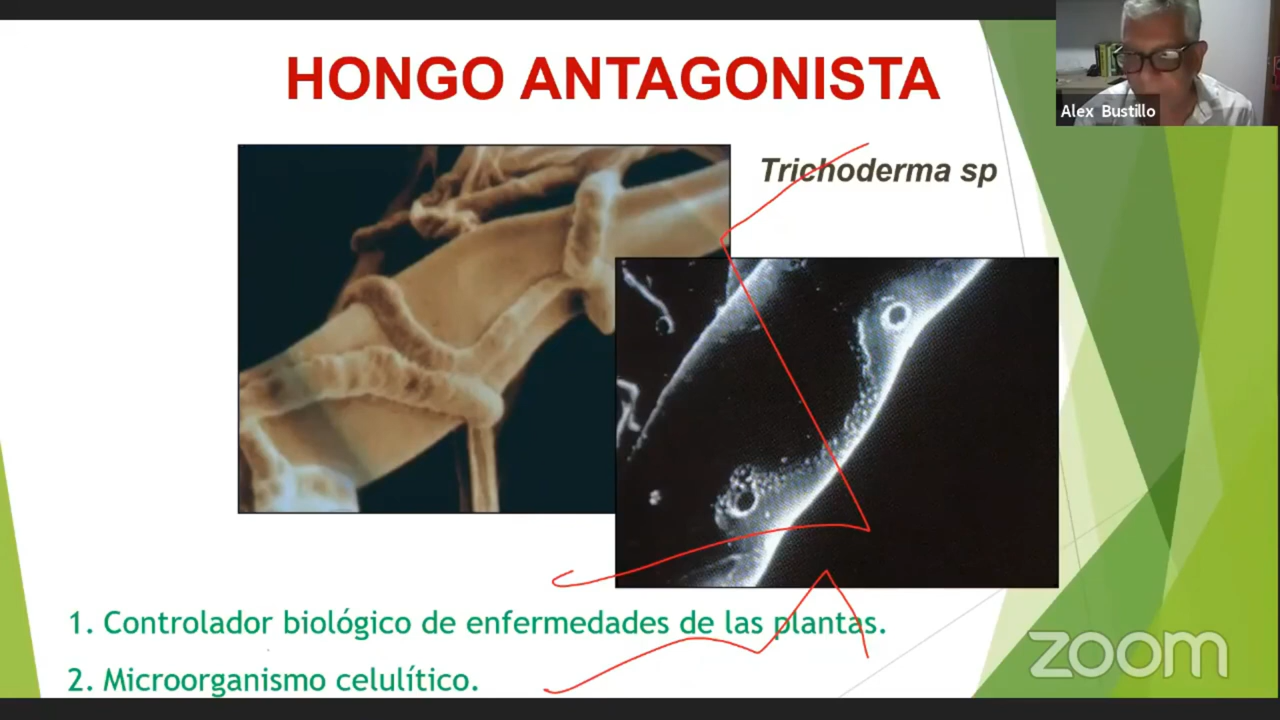 HONGO ANTAGONISTA
Alex Bustillo
Trichoderma sp
1. Controlador biológico de enfermedades de las plantas.
2. Microorganismo celulítico.
zoom